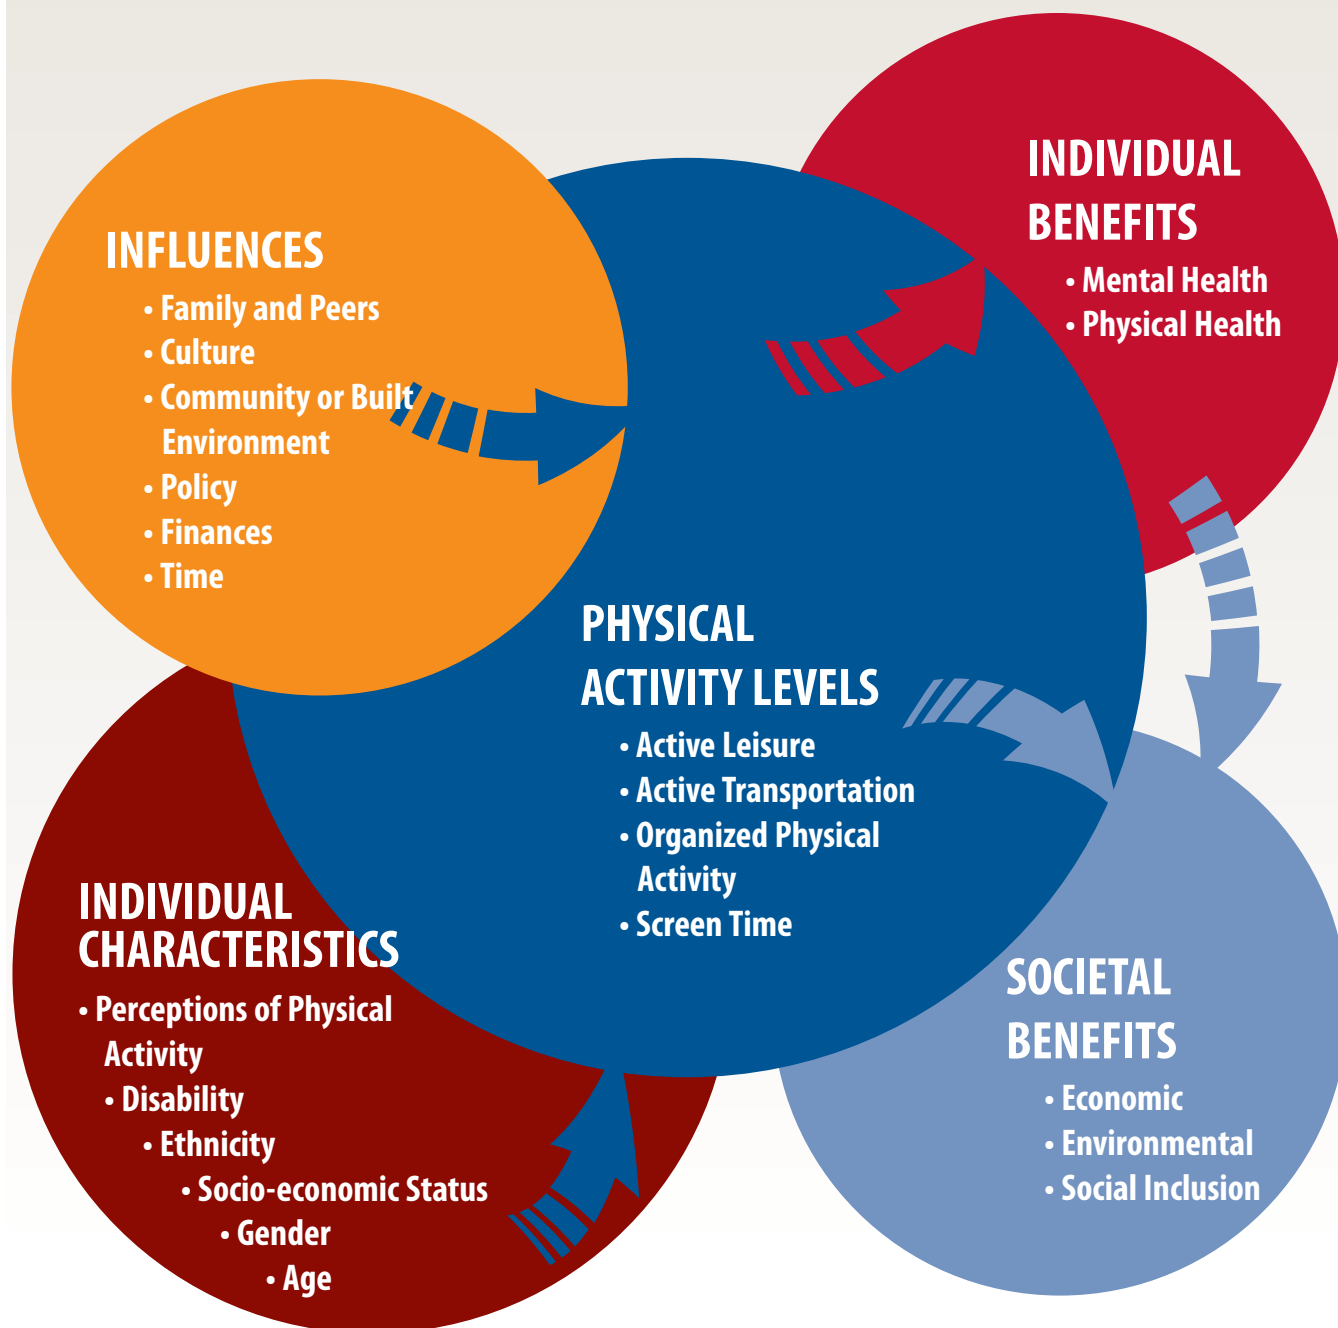 INFLUENCES
• Family and Peers
• Culture
• Community or Built
Environment
• Policy
• Finances
• Time
INDIVIDUAL
BENEFITS
• Mental Health
• Physical Health
PHYSICAL
ACTIVITY LEVELS
• Active Leisure
• Active Transportation
• Organized Physical
Activity
• Screen Time
INDIVIDUAL
CHARACTERISTICS
• Perceptions of Physical
Activity
• Disability
• Ethnicity
• Socio-economic Status
• Gender
• Age
SOCIETAL
BENEFITS
• Economic
• Environmental
• Social Inclusion